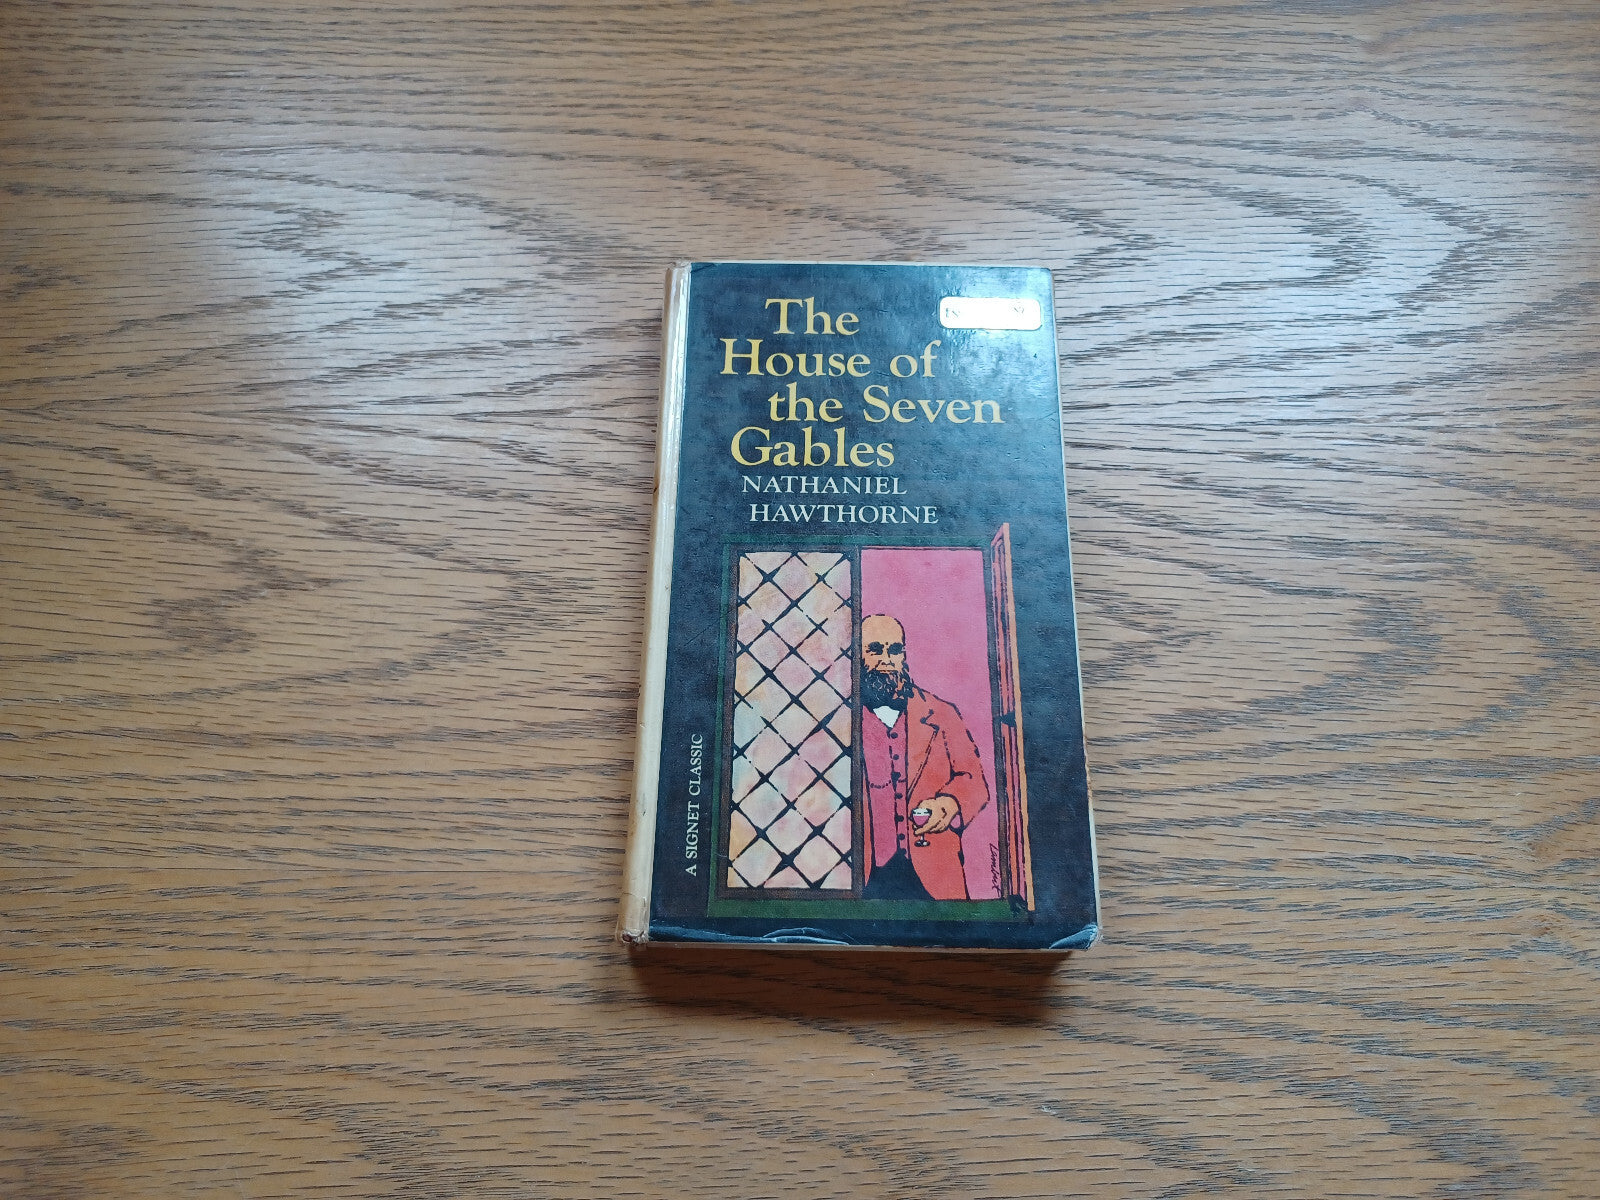 The
House of
the Seven
Gables
NATHANIEL
HAWTHORNE
A SIGNET CLASSIC